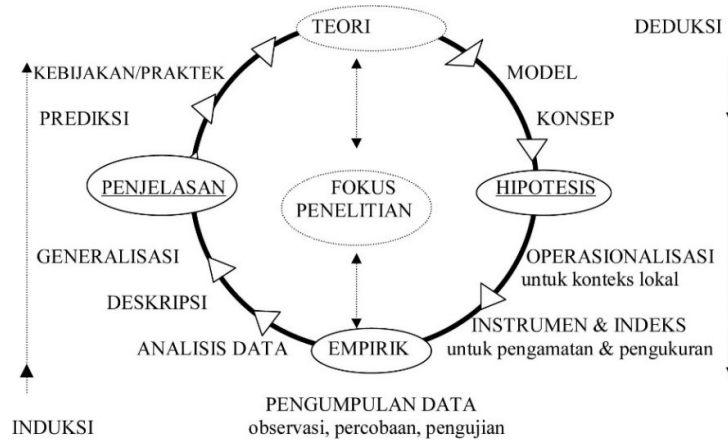 TEORI
DEDUKSI
KEBIJAKAN/PRAKTEK
MODEL
PREDIKSI
KONSEP
PENJELASAN
FOKUS
PENELITIAN
HIPOTESIS
GENERALISASI
OPERASIONALISASI
untuk konteks lokal
DESKRIPSI
INSTRUMEN & INDEKS
untuk pengamatan & pengukuran
ANALISIS DATA
EMPIRIK
INDUKSI
PENGUMPULAN DATA
observasi, percobaan, pengujian